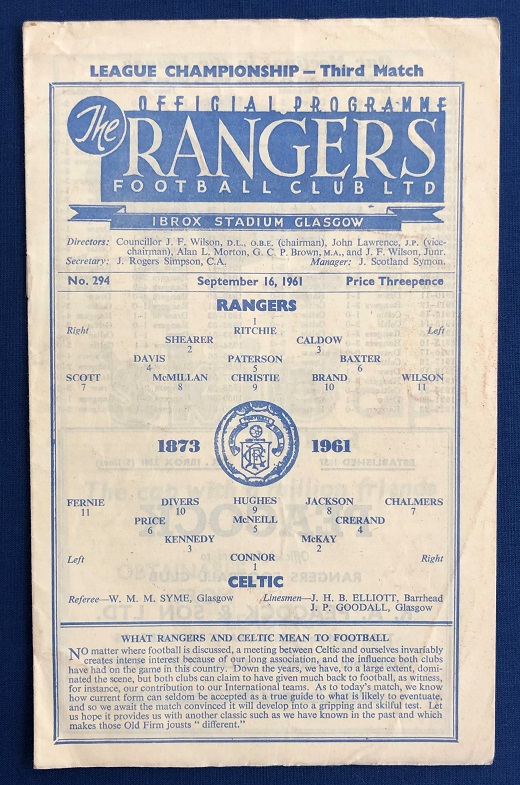 LEAGUE CHAMPIONSHIP – Third Match
OFFICIAL PROGRAMME
The RANGERS
FOOTBALL CLUB LTD
IBROX STADIUM GLASGOW
Directors: Councillor J. F. Wilson, D.L., O.B.E. (chairman), John Lawrence, J.P. (vice-
chairman), Alan L. Morton, G. C. P. Brown, M.A., and J. F. Wilson, Junr.
Secretary: J. Rogers Simpson, C.A. Manager: J. Scotland Symon.
No. 294 September 16, 1961 Price Threepence
RANGERS
1
Right RITCHIE Left
SHEARER CALDOW
2 3
DAVIS PATERSON BAXTER
4 5 6
SCOTT McMILLAN CHRISTIE BRAND WILSON
7 8 9 10 11
1873 1961
FERNIE DIVERS HUGHES JACKSON CHALMERS
11 10 9 8 7
PRICE McNEILL CRERAND
6 5 4
KENNEDY McKAY
3 2
Left CONNOR Right
1
CELTIC
Referee—W. M. M. SYME, Glasgow Linesmen—J. H. B. ELLIOTT, Barrhead
J. P. GOODALL, Glasgow
WHAT RANGERS AND CELTIC MEAN TO FOOTBALL
NO matter where football is discussed, a meeting between Celtic and ourselves invariably
creates intense interest because of our long association, and the influence both clubs
have had on the game in this country. Down the years, we have, to a large extent, domi-
nated the scene, but both clubs can claim to have given much back to football, as witness,
for instance, our contribution to our International teams. As to today's match, we know
how current form can seldom be accepted as a true guide to what is likely to eventuate,
and so we await the match convinced it will develop into a gripping and skilful test. Let
us hope it provides us with another classic such as we have known in the past and which
makes those Old Firm jousts " different."